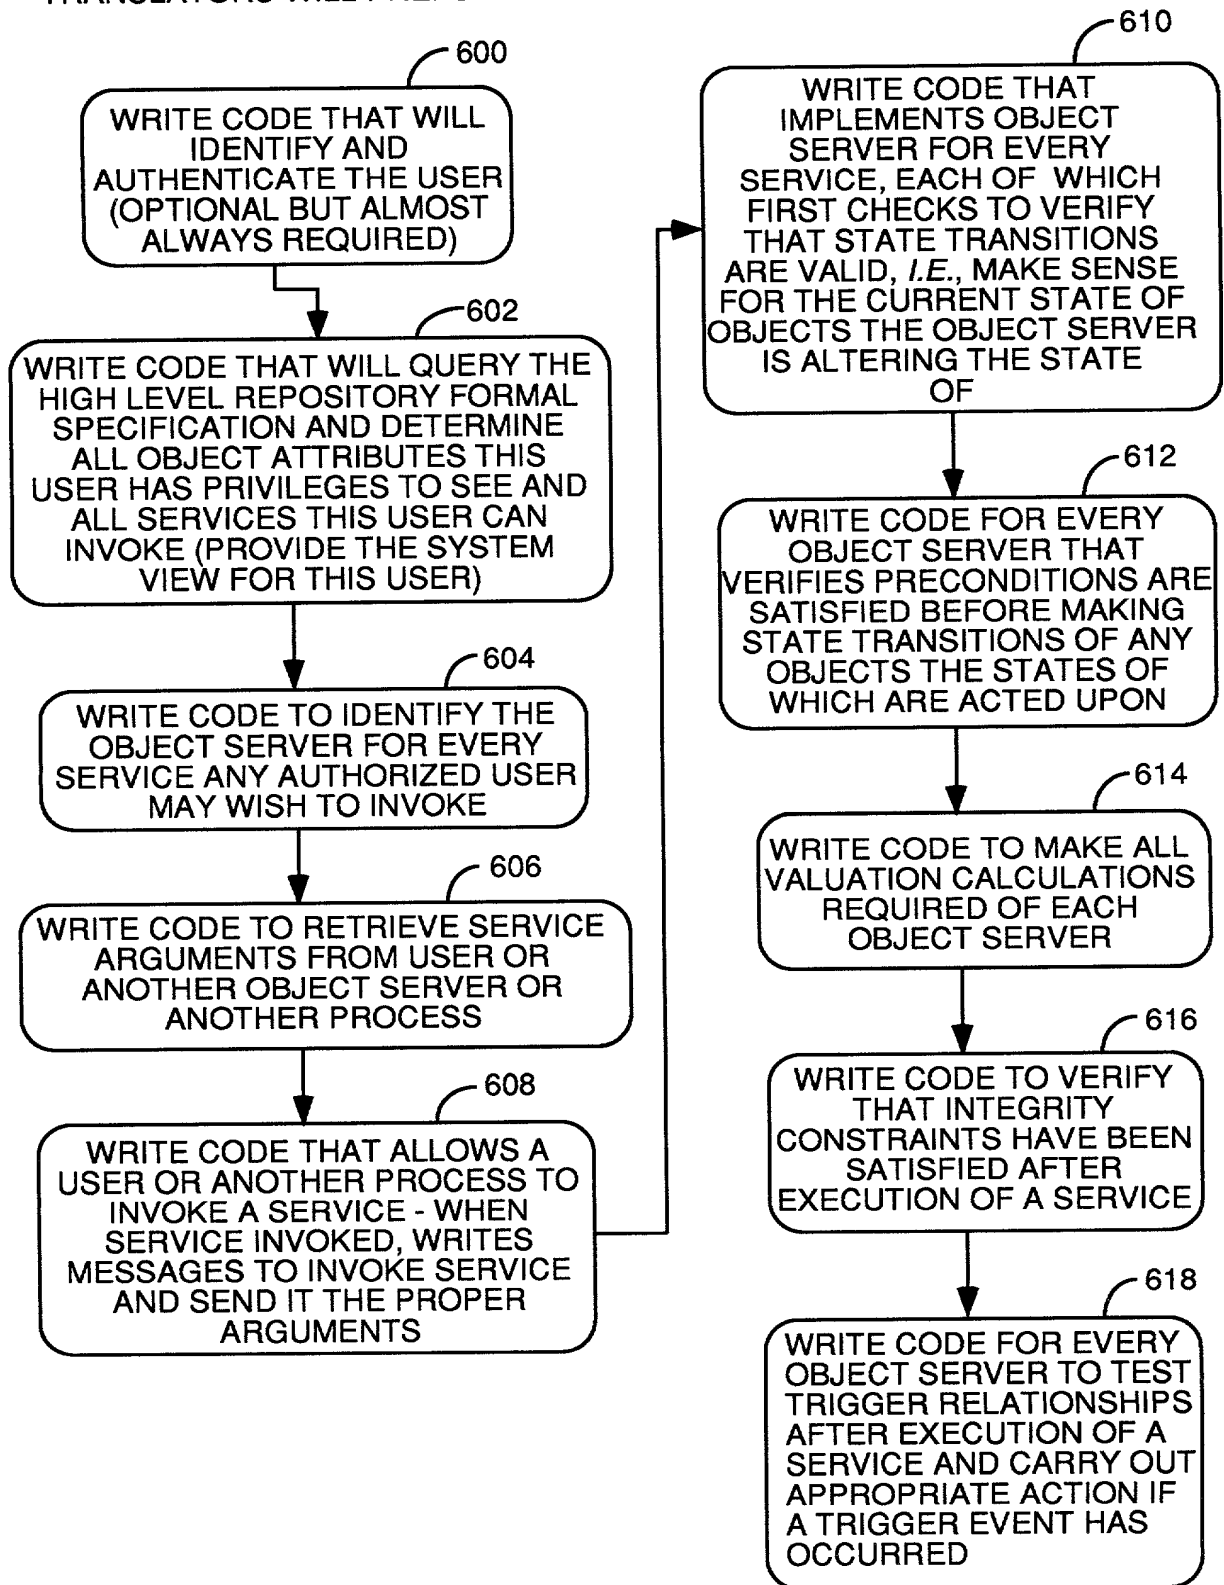 600
WRITE CODE THAT WILL
IDENTIFY AND
AUTHENTICATE THE USER
(OPTIONAL BUT ALMOST
ALWAYS REQUIRED)
602
WRITE CODE THAT WILL QUERY THE
HIGH LEVEL REPOSITORY FORMAL
SPECIFICATION AND DETERMINE
ALL OBJECT ATTRIBUTES THIS
USER HAS PRIVILEGES TO SEE AND
ALL SERVICES THIS USER CAN
INVOKE (PROVIDE THE SYSTEM
VIEW FOR THIS USER)
604
WRITE CODE TO IDENTIFY THE
OBJECT SERVER FOR EVERY
SERVICE ANY AUTHORIZED USER
MAY WISH TO INVOKE
606
WRITE CODE TO RETRIEVE SERVICE
ARGUMENTS FROM USER OR
ANOTHER OBJECT SERVER OR
ANOTHER PROCESS
608
WRITE CODE THAT ALLOWS A
USER OR ANOTHER PROCESS TO
INVOKE A SERVICE - WHEN
SERVICE INVOKED, WRITES
MESSAGES TO INVOKE SERVICE
AND SEND IT THE PROPER
ARGUMENTS
610
WRITE CODE THAT
IMPLEMENTS OBJECT
SERVER FOR EVERY
SERVICE, EACH OF WHICH
FIRST CHECKS TO VERIFY
THAT STATE TRANSITIONS
ARE VALID, I.E., MAKE SENSE
FOR THE CURRENT STATE OF
OBJECTS THE OBJECT SERVER
IS ALTERING THE STATE
OF
612
WRITE CODE FOR EVERY
OBJECT SERVER THAT
VERIFIES PRECONDITIONS ARE
SATISFIED BEFORE MAKING
STATE TRANSITIONS OF ANY
OBJECTS THE STATES OF
WHICH ARE ACTED UPON
614
WRITE CODE TO MAKE ALL
VALUATION CALCULATIONS
REQUIRED OF EACH
OBJECT SERVER
616
WRITE CODE TO VERIFY
THAT INTEGRITY
CONSTRAINTS HAVE BEEN
SATISFIED AFTER
EXECUTION OF A SERVICE
618
WRITE CODE FOR EVERY
OBJECT SERVER TO TEST
TRIGGER RELATIONSHIPS
AFTER EXECUTION OF A
SERVICE AND CARRY OUT
APPROPRIATE ACTION IF
A TRIGGER EVENT HAS
OCCURRED